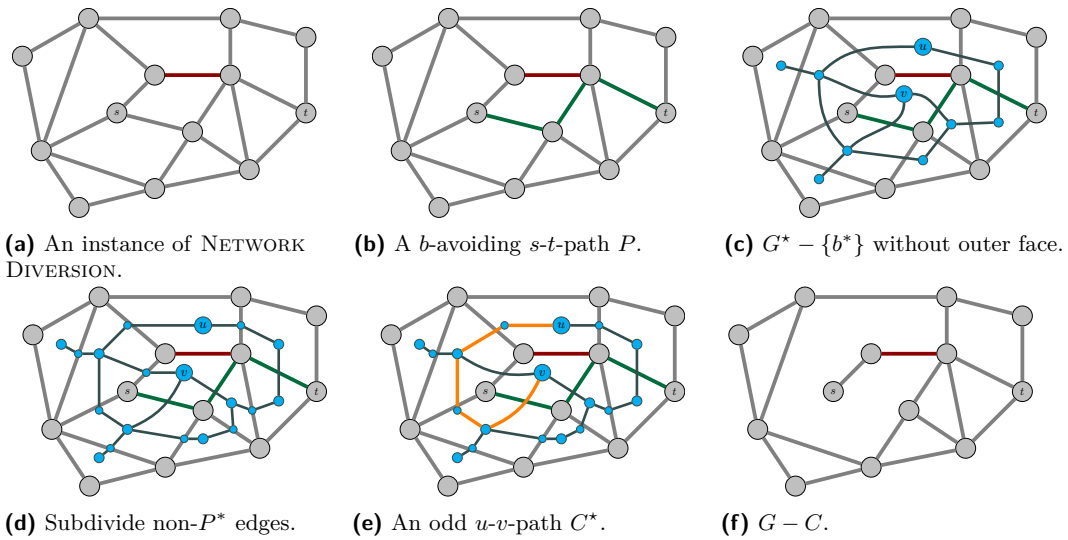 s
t
s
t
u
v
s
t
(a) An instance of NETWORK
DIVERSION.
(b) A b-avoiding s-t-path P.
(c) G⋆ − {b*} without outer face.
u
v
s
t
u
v
s
t
s
t
(d) Subdivide non-P* edges.
(e) An odd u-v-path C⋆.
(f) G − C.